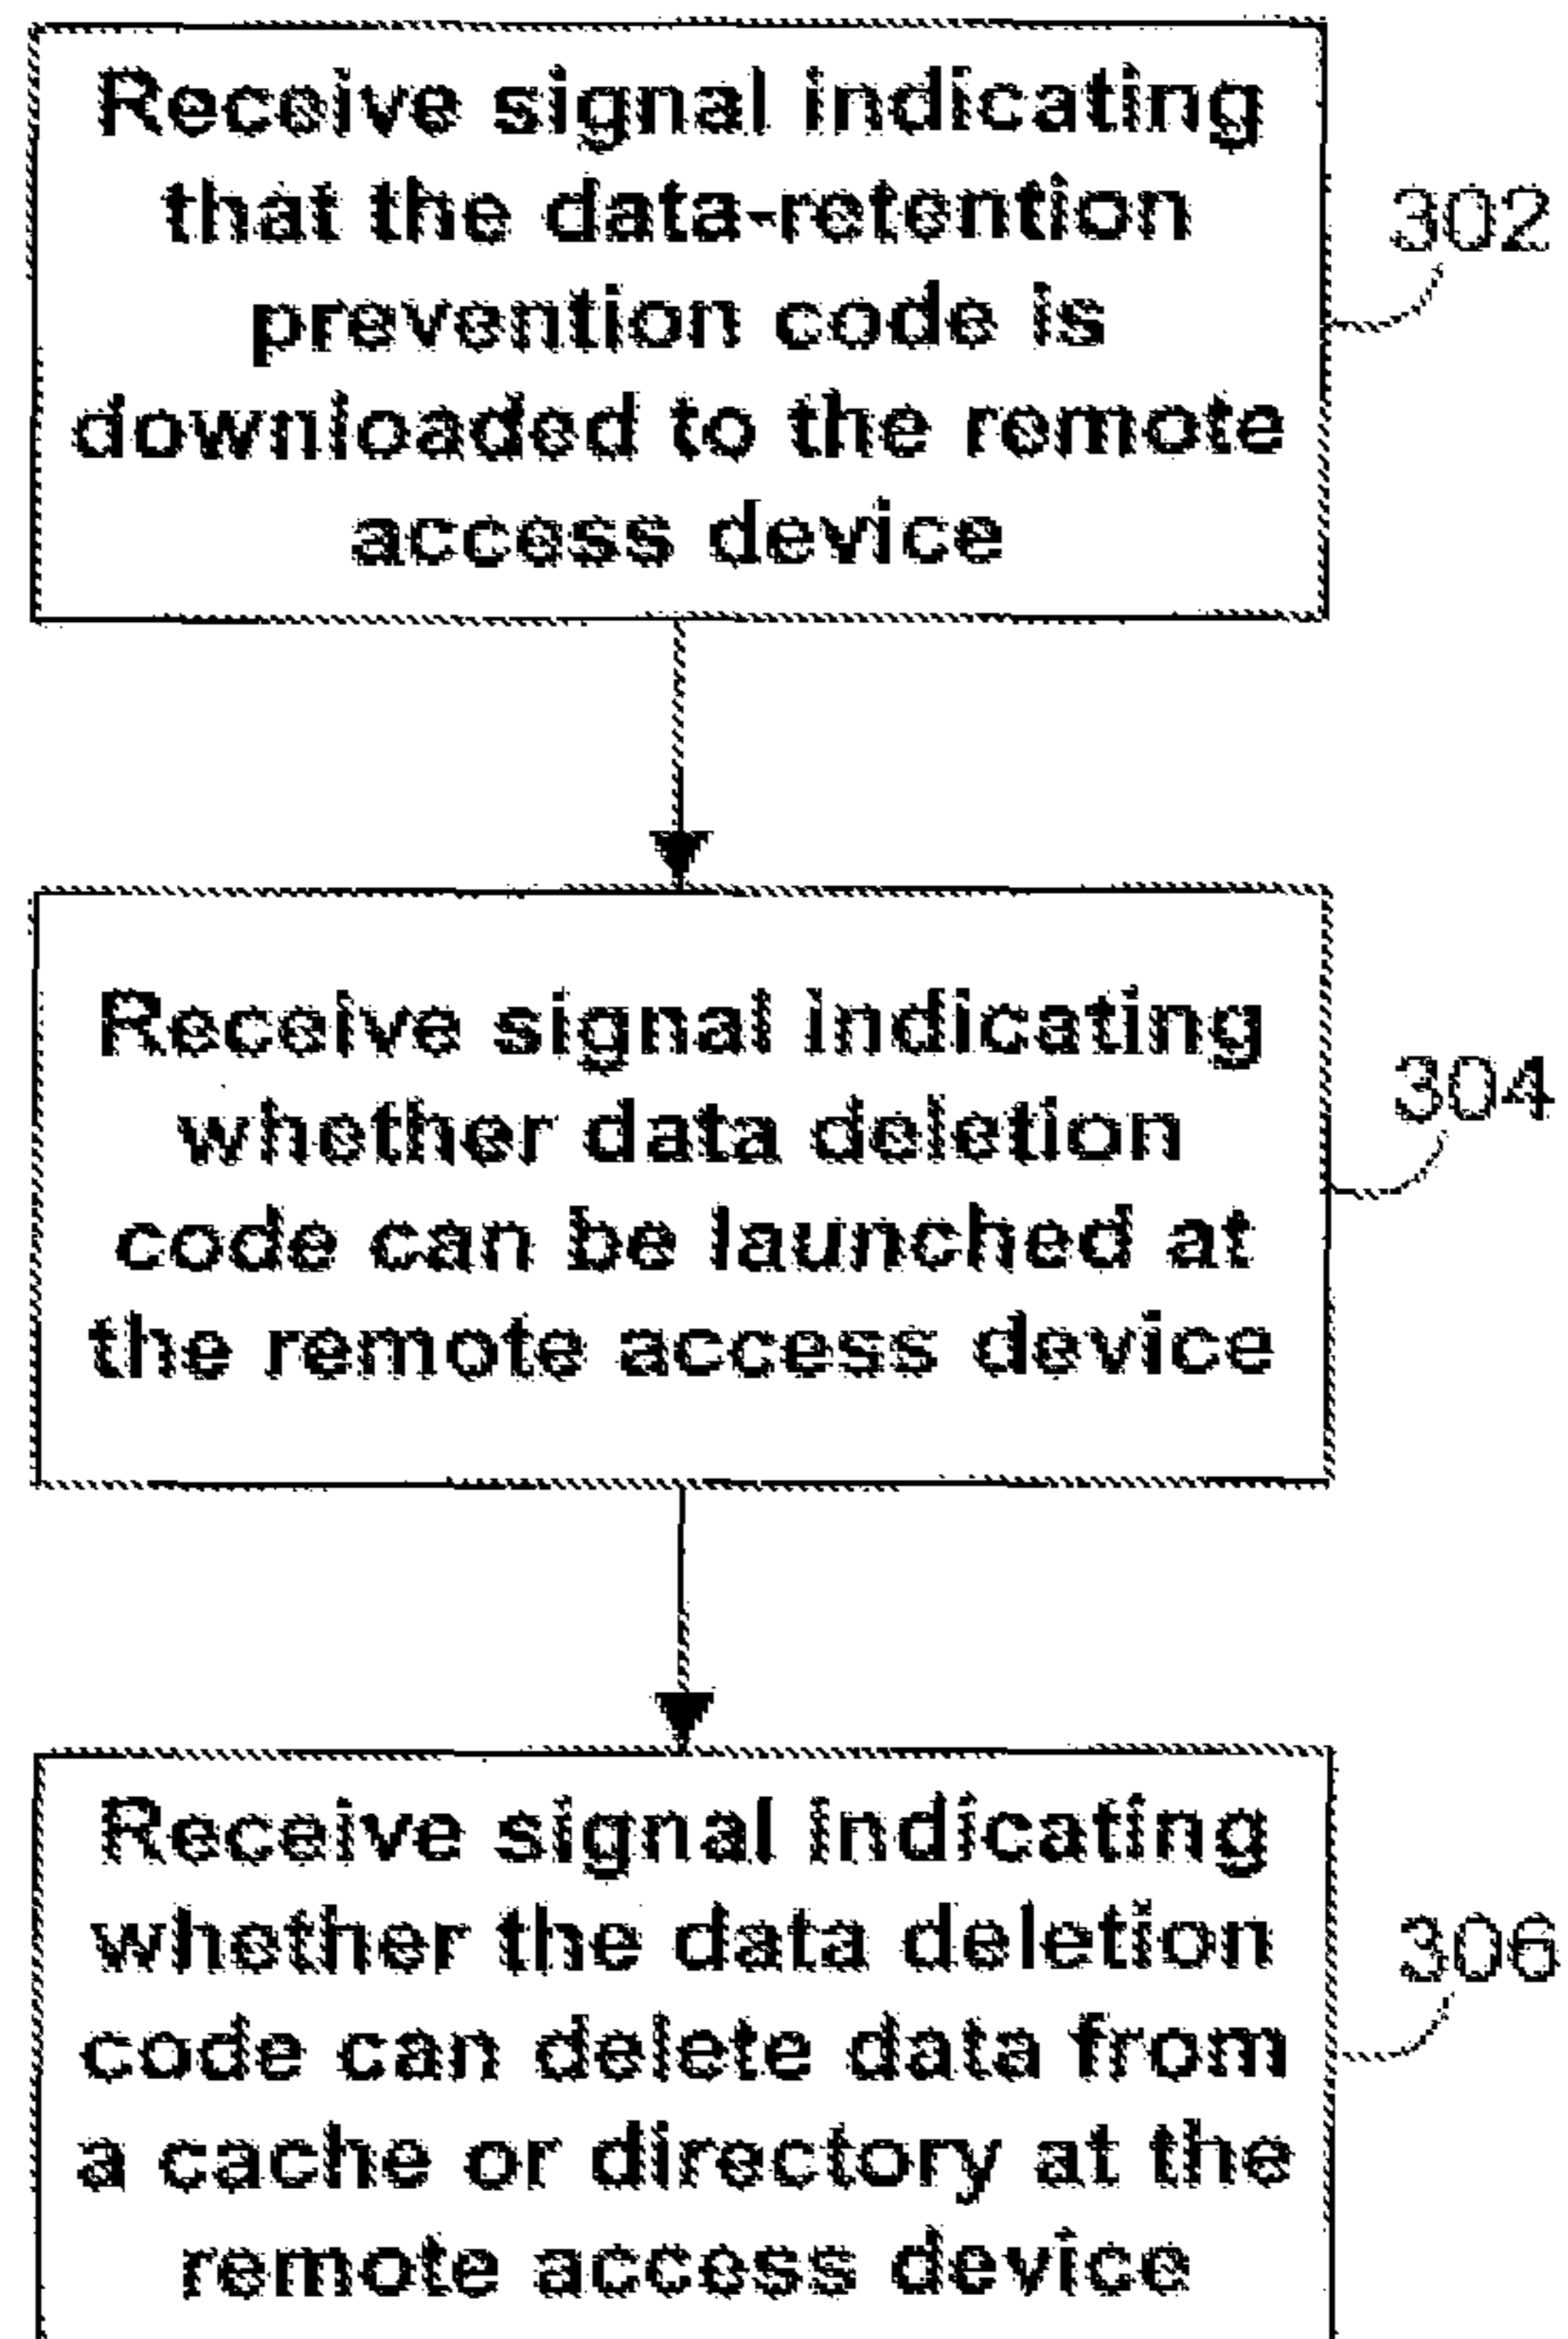 Receive signal indicating
that the data-retention
prevention code is
downloaded to the remote
access device
302
Receive signal indicating
whether data deletion
code can be launched at
the remote access device
304
Receive signal indicating
whether the data deletion
code can delete data from
a cache or directory at the
remote access device
306